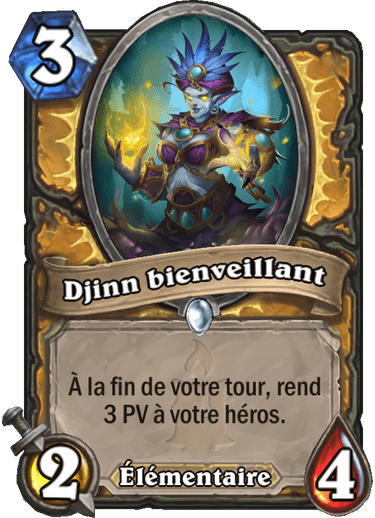 3
Djinn bienveillant
À la fin de votre tour, rend
3 PV à votre héros.
2
Élémentaire
4